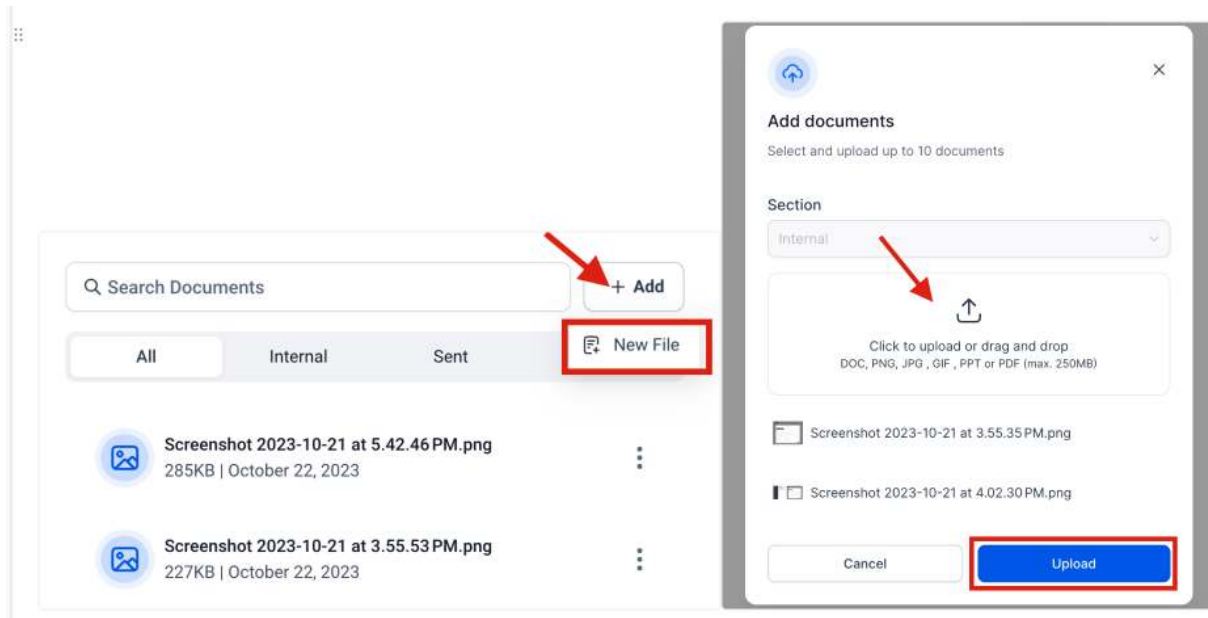 Search Documents
+ Add
New File
All Internal Sent
Screenshot 2023-10-21 at 5.42.46 PM.png
285KB | October 22, 2023
Screenshot 2023-10-21 at 3.55.53 PM.png
227KB | October 22, 2023
Add documents
Select and upload up to 10 documents
Section
Internal
Click to upload or drag and drop
DOC, PNG, JPG , GIF , PPT or PDF (max. 250MB)
Screenshot 2023-10-21 at 3.55.35 PM.png
Screenshot 2023-10-21 at 4.02.30 PM.png
Cancel Upload